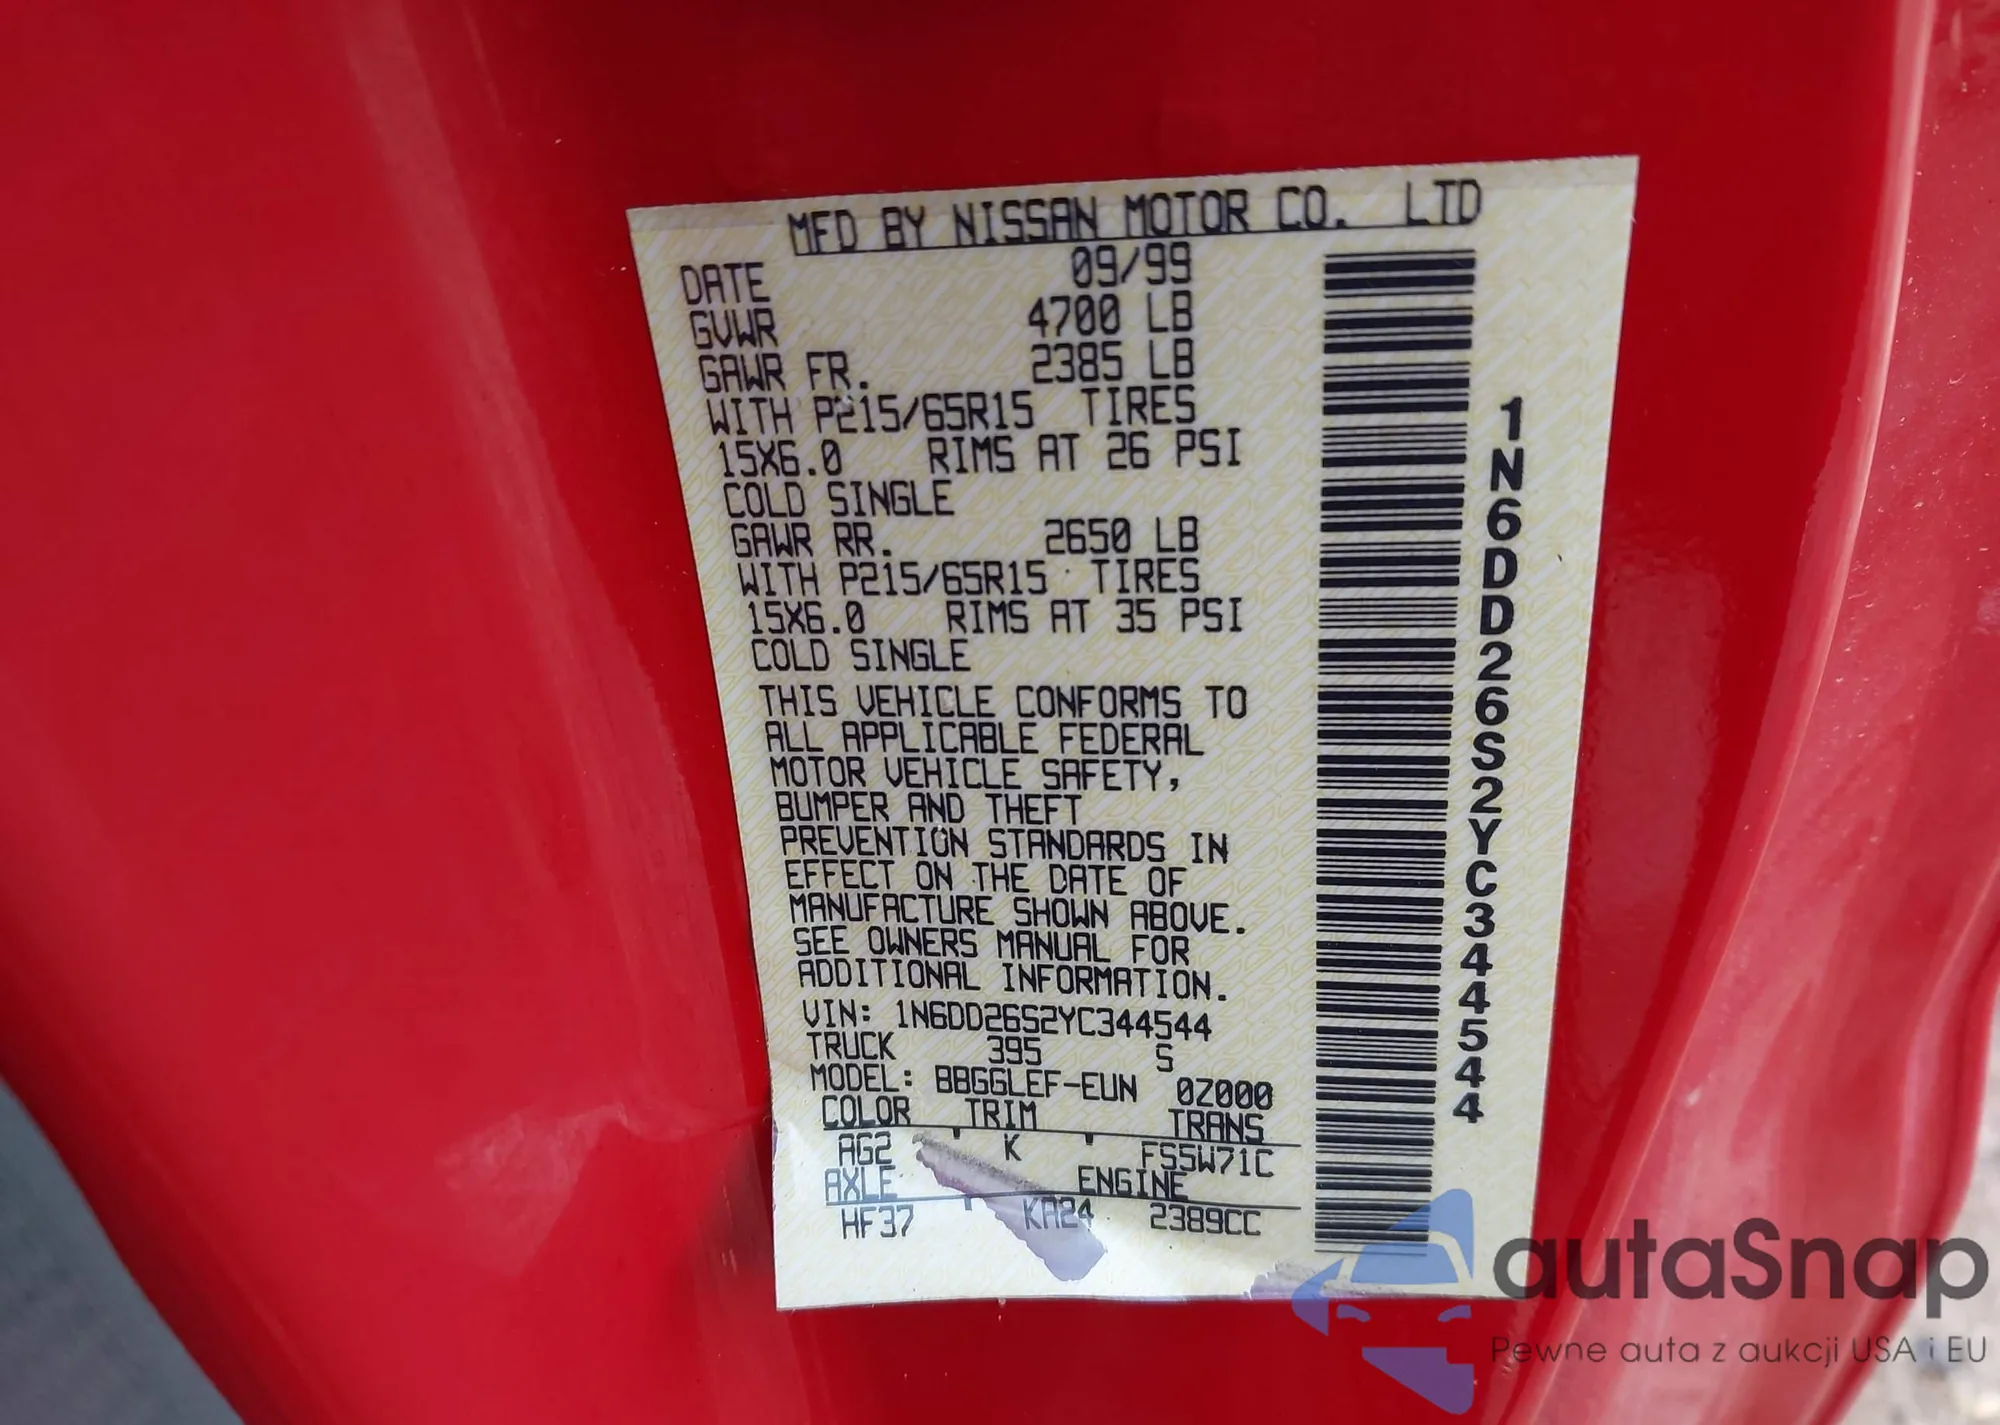 MFD BY NISSAN MOTOR CO. LTD
DATE 09/99
GVWR 4700 LB
GAWR FR. 2385 LB
WITH P215/65R15 TIRES
15X6.0 RIMS AT 26 PSI
COLD SINGLE
GAWR RR. 2650 LB
WITH P215/65R15 TIRES
15X6.0 RIMS AT 35 PSI
COLD SINGLE
THIS VEHICLE CONFORMS TO
ALL APPLICABLE FEDERAL
MOTOR VEHICLE SAFETY,
BUMPER AND THEFT
PREVENTION STANDARDS IN
EFFECT ON THE DATE OF
MANUFACTURE SHOWN ABOVE.
SEE OWNERS MANUAL FOR
ADDITIONAL INFORMATION.
VIN: 1N6DD26S2YC344544
TRUCK 395 S
MODEL: BBGGLEF-EUN 0Z000
COLOR TRIM TRANS
AG2 K FS5W71C
AXLE ENGINE
HF37 KA24 2389CC
1N6DD26S2YC344544
autaSnap
Pewne auta z aukcji USA i EU